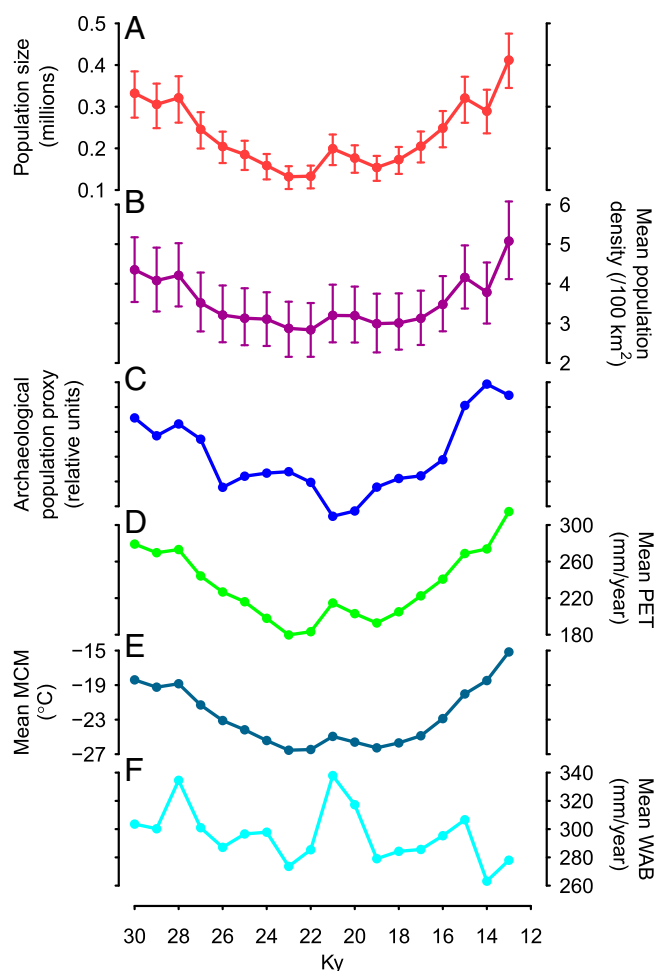 A
Population size
(millions)
0.5
0.4
0.3
0.2
0.1
B
Mean population
density (/100 km2)
6
5
4
3
2
C
Archaeological
population proxy
(relative units)
D
Mean PET
(mm/year)
300
260
220
180
E
Mean MCM
(°C)
−15
−19
−23
−27
F
Mean WAB
(mm/year)
340
320
300
280
260
30 28 26 24 22 20 18 16 14 12
Ky